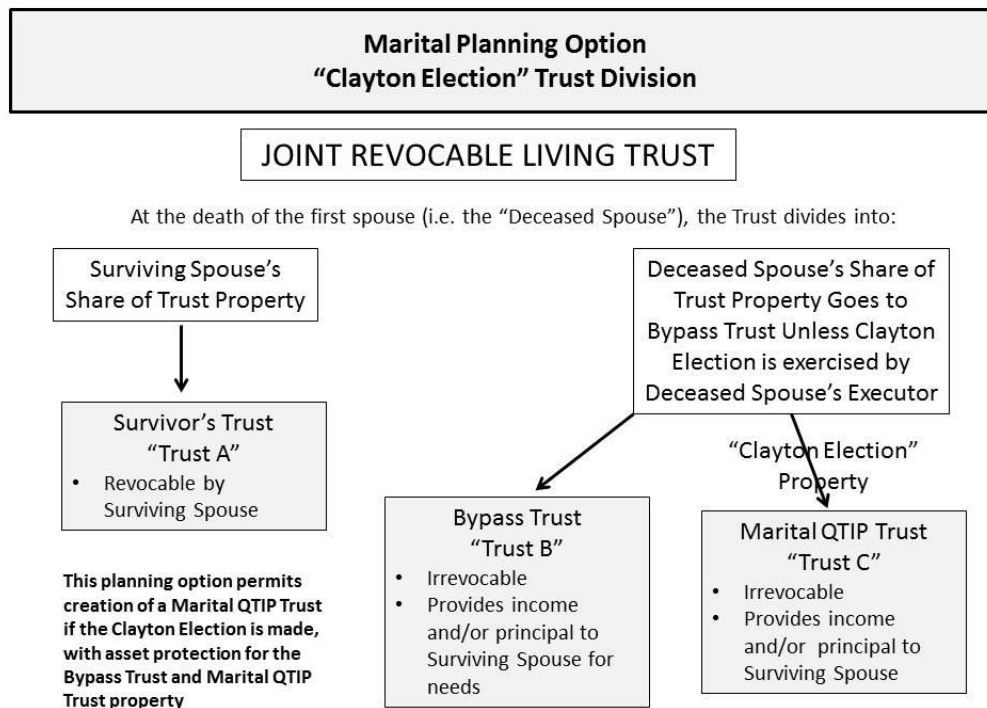 Marital Planning Option
“Clayton Election” Trust Division
JOINT REVOCABLE LIVING TRUST
At the death of the first spouse (i.e. the “Deceased Spouse”), the Trust divides into:
Surviving Spouse’s
Share of Trust Property
Deceased Spouse’s Share of
Trust Property Goes to
Bypass Trust Unless Clayton
Election is exercised by
Deceased Spouse’s Executor
Survivor’s Trust
“Trust A”
• Revocable by
Surviving Spouse
“Clayton Election”
Property
Bypass Trust
“Trust B”
• Irrevocable
• Provides income
and/or principal to
Surviving Spouse for
needs
Marital QTIP Trust
“Trust C”
• Irrevocable
• Provides income
and/or principal to
Surviving Spouse
This planning option permits
creation of a Marital QTIP Trust
if the Clayton Election is made,
with asset protection for the
Bypass Trust and Marital QTIP
Trust property